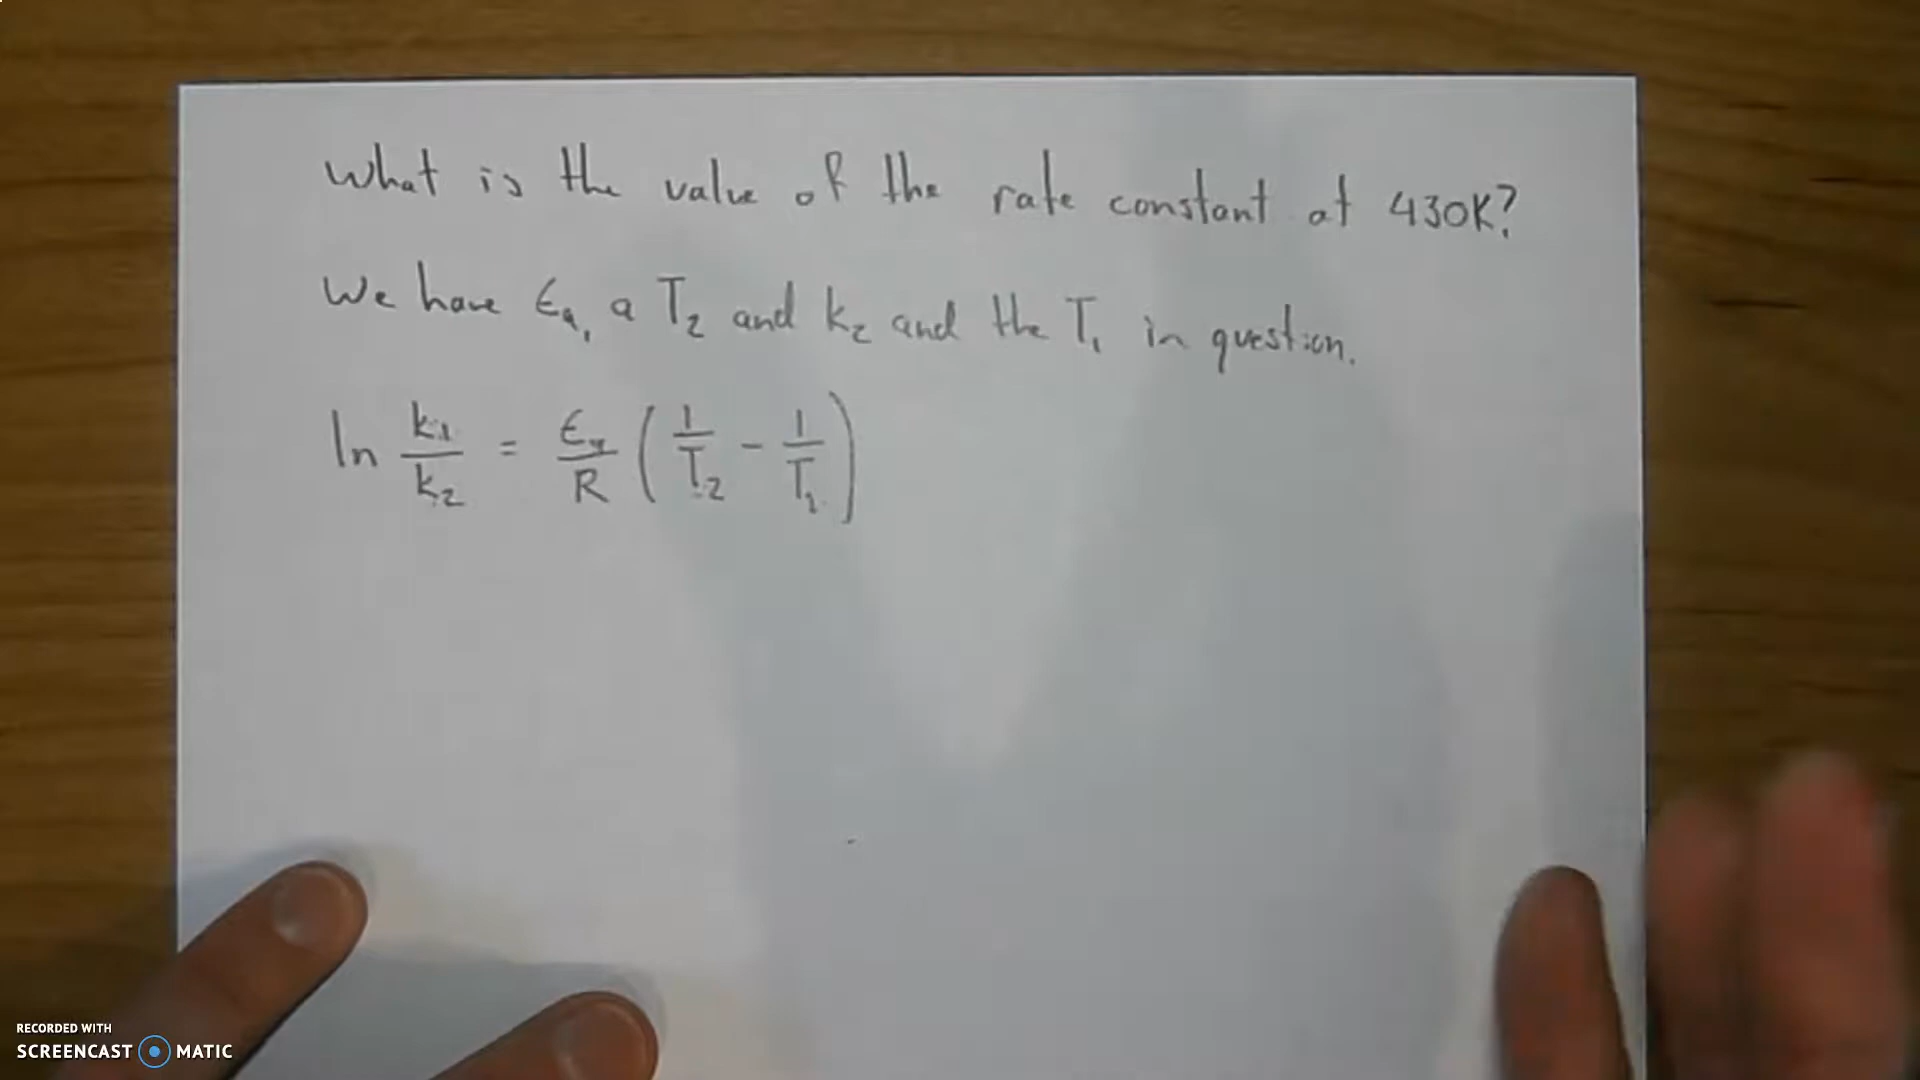 What is the value of the rate constant at 430K?
We have Ea, a T₂ and k₂ and the T₁ in question.
ln k₁/k₂ = Ea/R (1/T₂ - 1/T₁)
RECORDED WITH
SCREENCAST MATIC